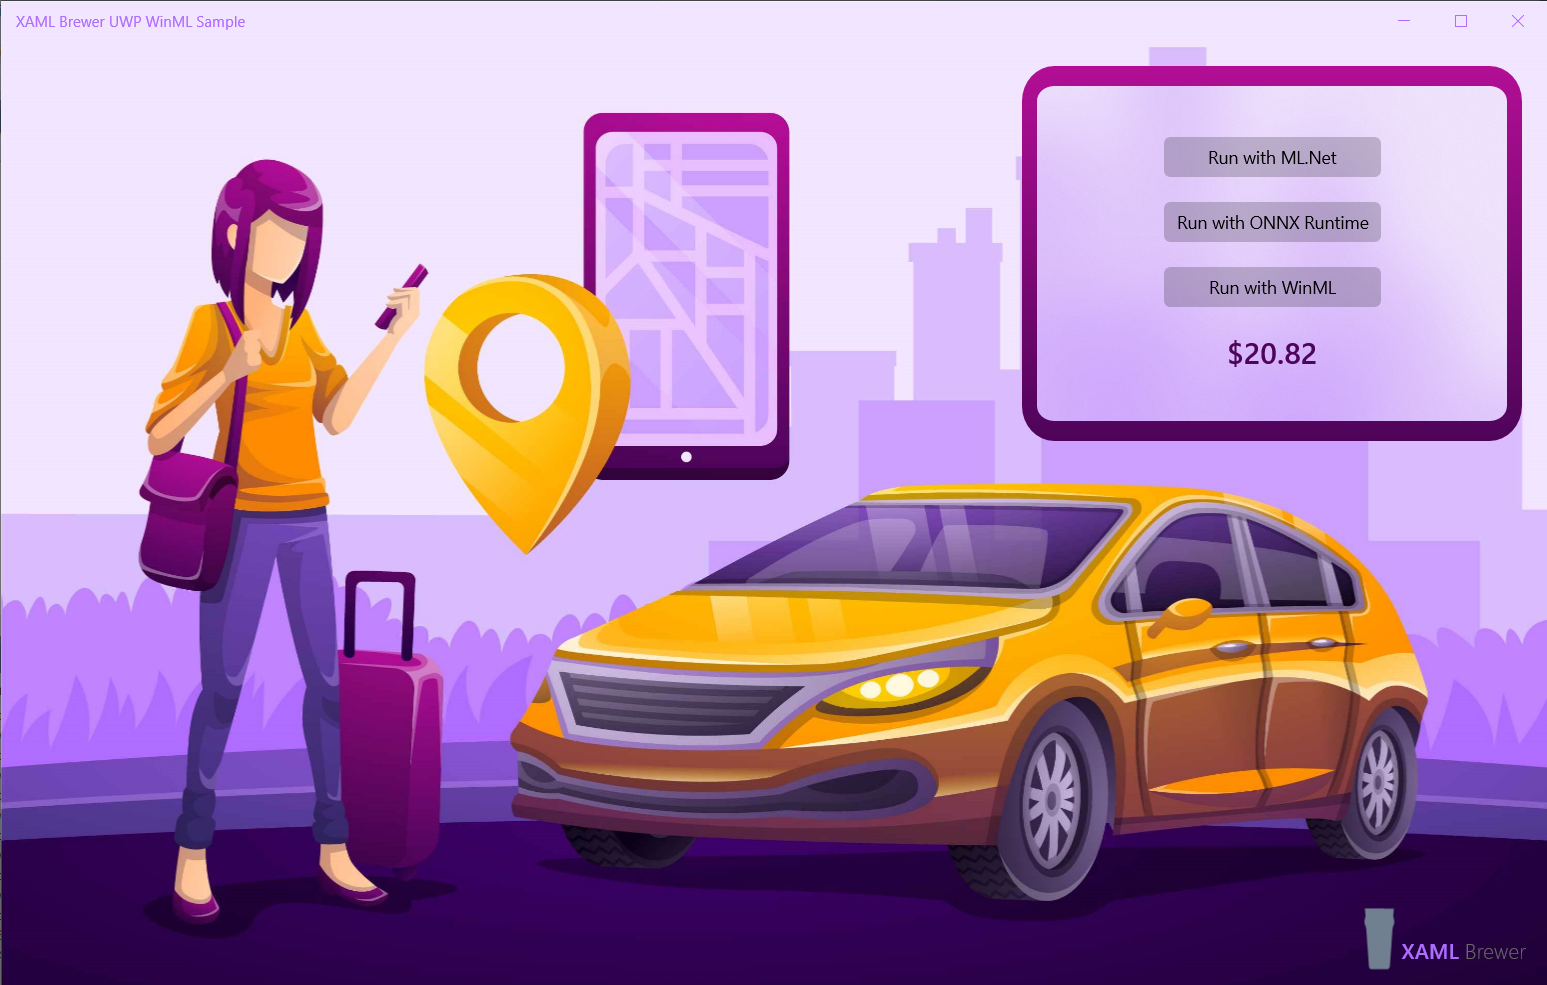 XAML Brewer UWP WinML Sample
Run with ML.Net
Run with ONNX Runtime
Run with WinML
$20.82
XAML Brewer